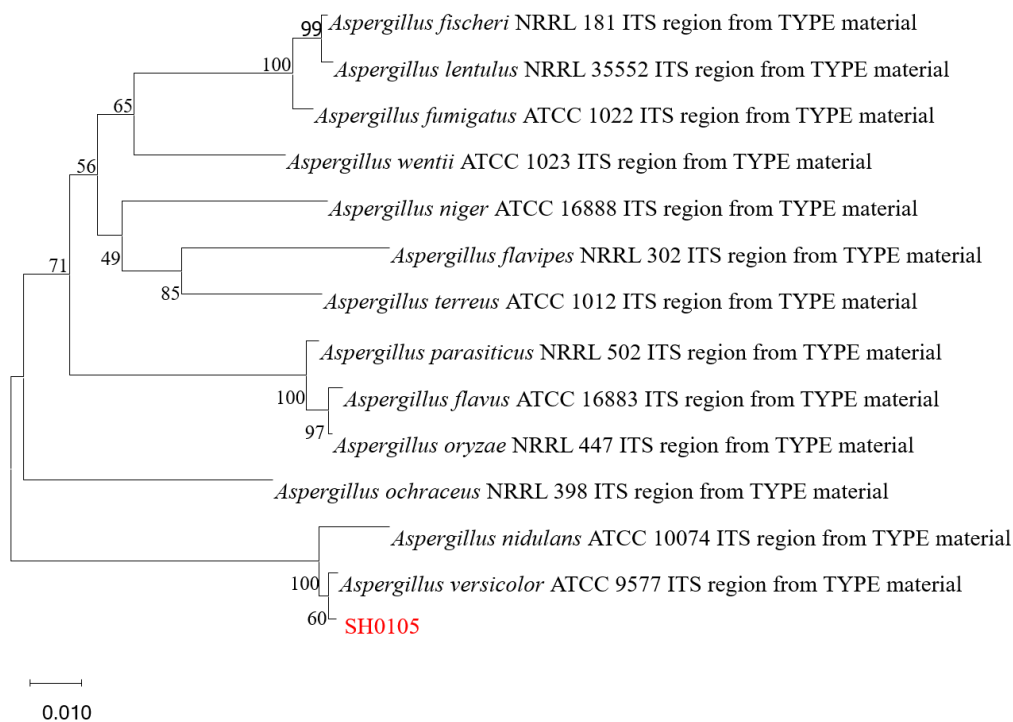 99
Aspergillus fischeri NRRL 181 ITS region from TYPE material
100
Aspergillus lentulus NRRL 35552 ITS region from TYPE material
65
Aspergillus fumigatus ATCC 1022 ITS region from TYPE material
56
Aspergillus wentii ATCC 1023 ITS region from TYPE material
Aspergillus niger ATCC 16888 ITS region from TYPE material
71
49
Aspergillus flavipes NRRL 302 ITS region from TYPE material
85
Aspergillus terreus ATCC 1012 ITS region from TYPE material
Aspergillus parasiticus NRRL 502 ITS region from TYPE material
100
Aspergillus flavus ATCC 16883 ITS region from TYPE material
97
Aspergillus oryzae NRRL 447 ITS region from TYPE material
Aspergillus ochraceus NRRL 398 ITS region from TYPE material
Aspergillus nidulans ATCC 10074 ITS region from TYPE material
100
Aspergillus versicolor ATCC 9577 ITS region from TYPE material
60
SH0105
0.010